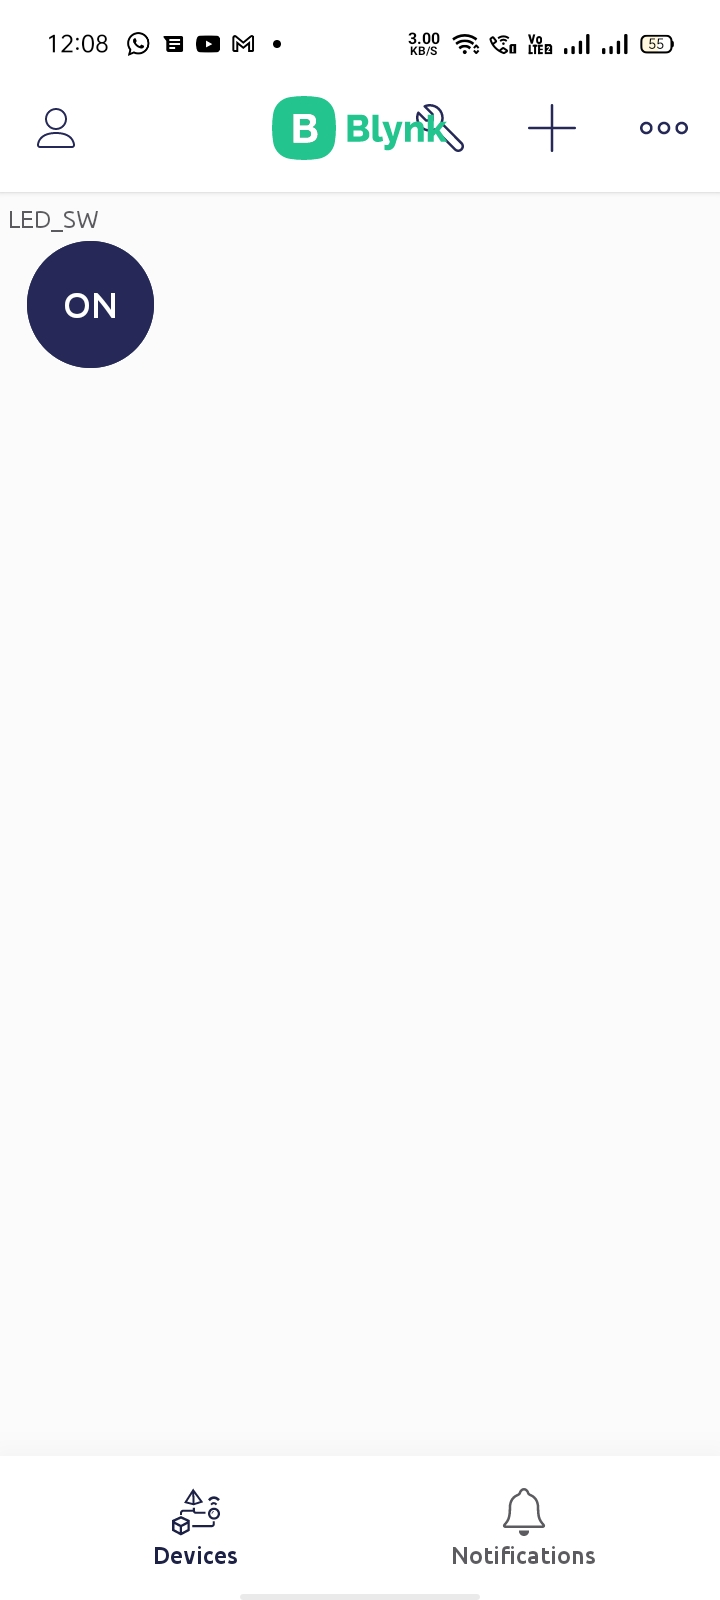 12:08
3.00
KB/S
Vo
LTE2
55
B Blynk
LED_SW
ON
Devices
Notifications